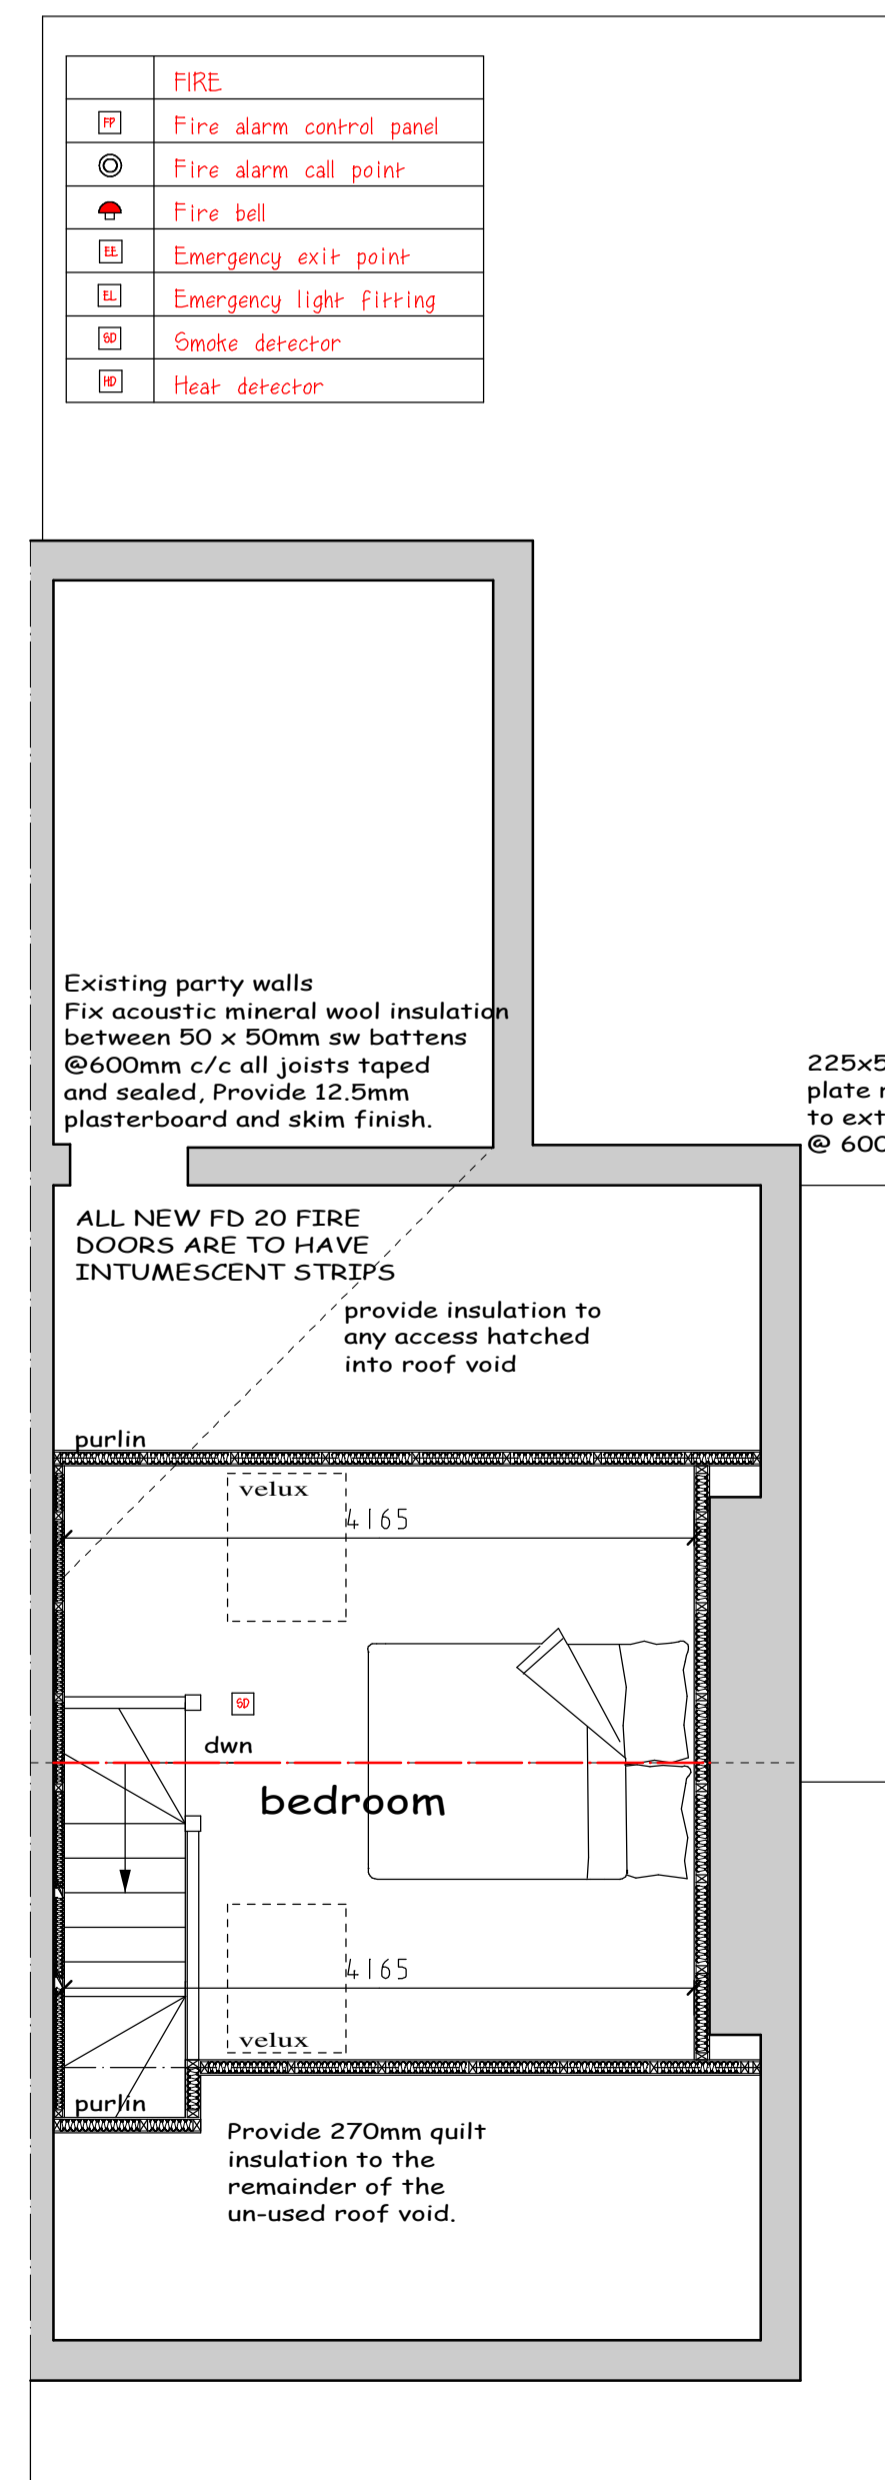 FIRE
FP Fire alarm control panel
Fire alarm call point
Fire bell
EE Emergency exit point
EL Emergency light fitting
SD Smoke detector
HD Heat detector
Existing party walls
Fix acoustic mineral wool insulation
between 50 x 50mm sw battens
@600mm c/c all joists taped
and sealed, Provide 12.5mm
plasterboard and skim finish.
225x5
plate
to ext
@ 600
ALL NEW FD 20 FIRE
DOORS ARE TO HAVE
INTUMESCENT STRIPS
provide insulation to
any access hatched
into roof void
purlin
velux
4165
SD
dwn
bedroom
4165
velux
purlin
Provide 270mm quilt
insulation to the
remainder of the
un-used roof void.